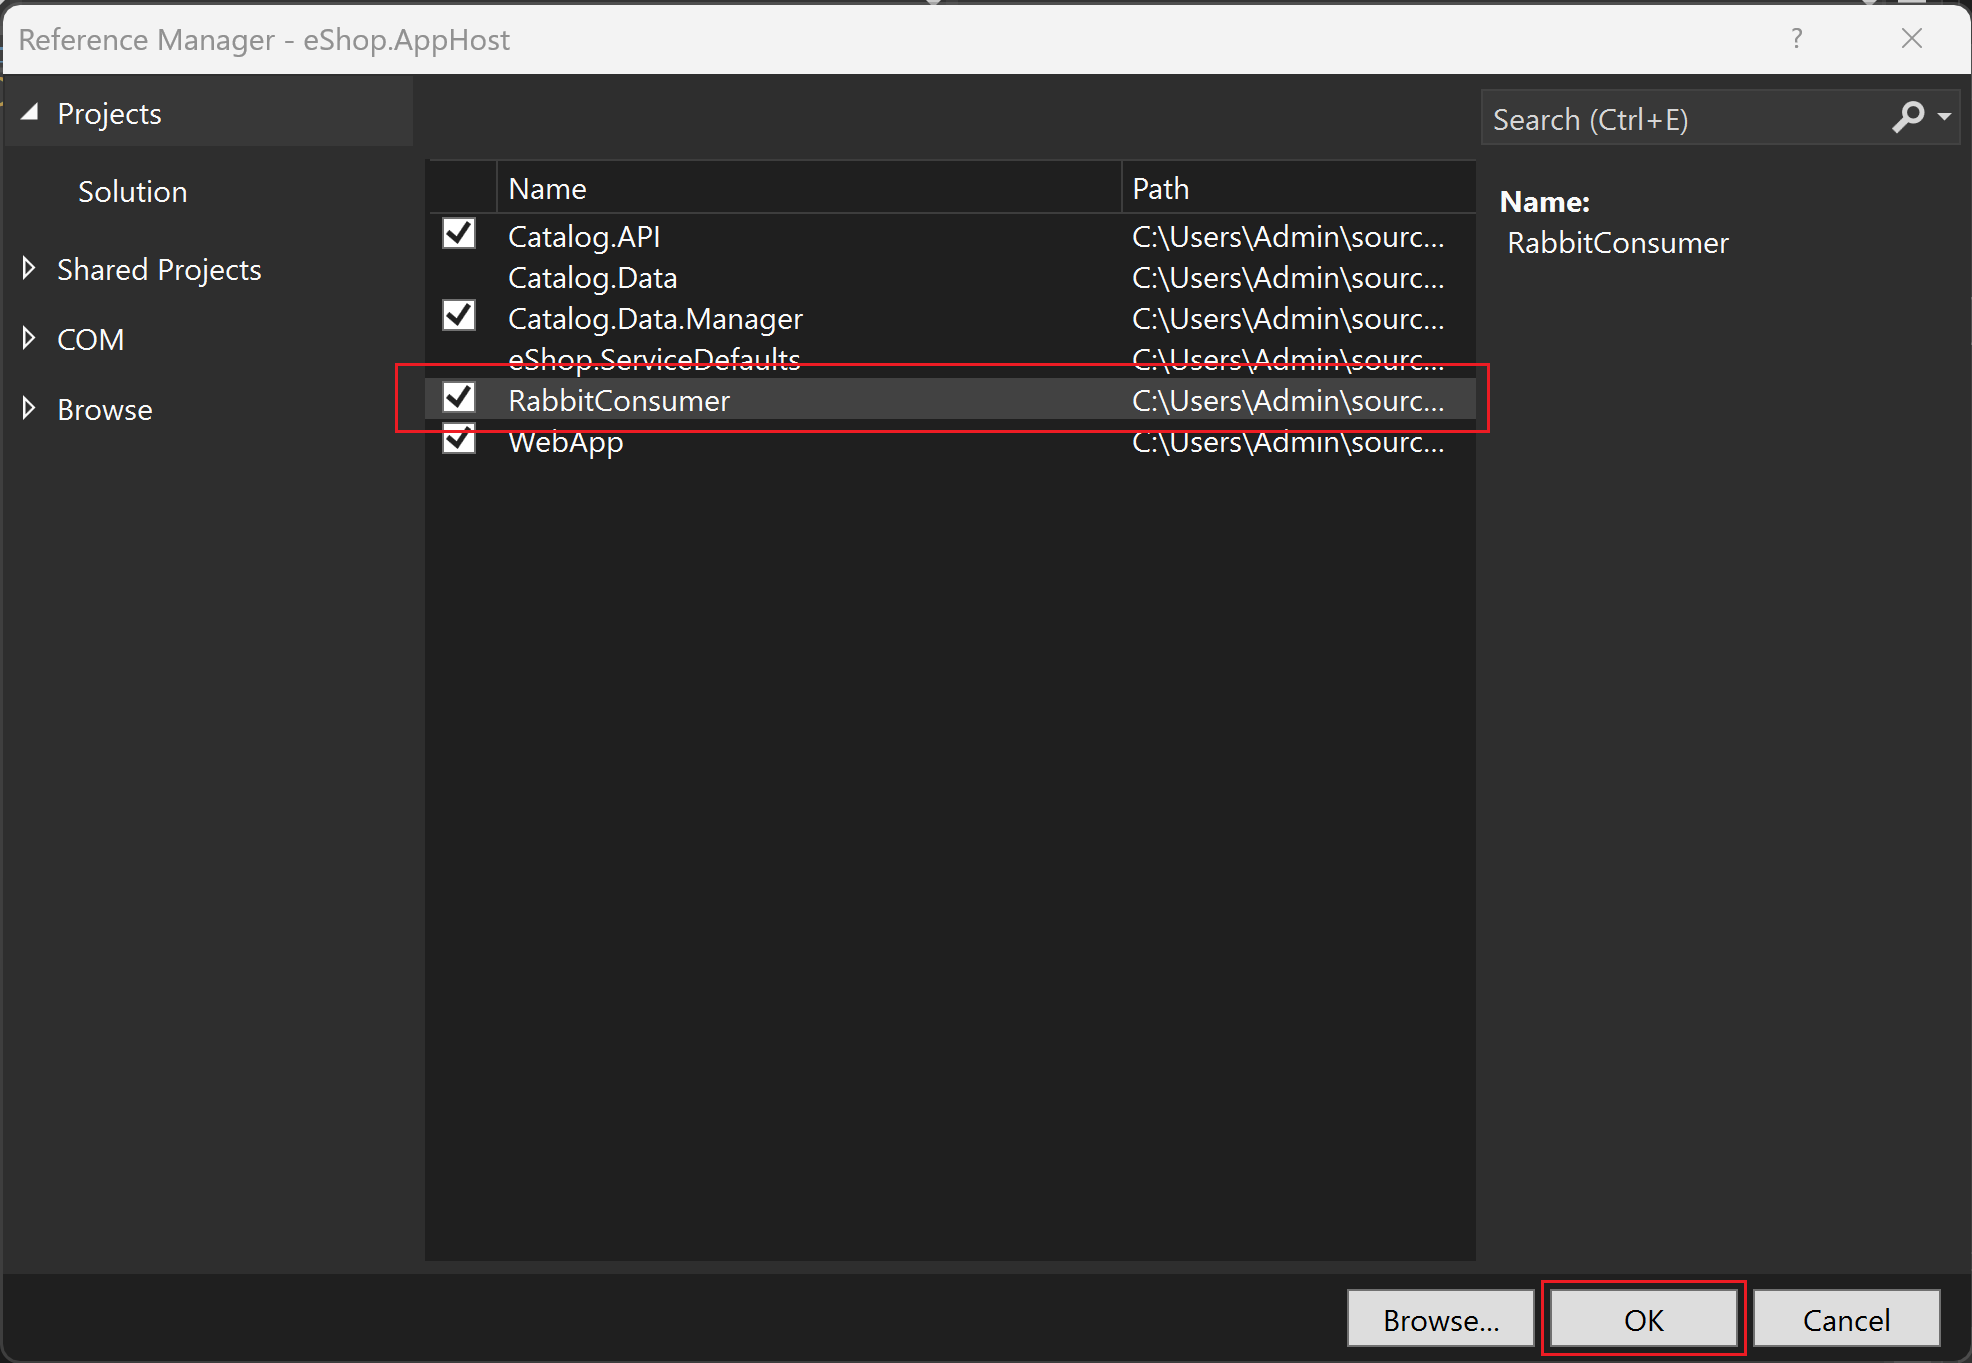 Reference Manager - eShop.AppHost
?
Projects
Solution
Shared Projects
COM
Browse
Name Path
Catalog.API C:\Users\Admin\sourc...
Catalog.Data C:\Users\Admin\sourc...
Catalog.Data.Manager C:\Users\Admin\sourc...
eShop.ServiceDefaults C:\Users\Admin\sourc...
RabbitConsumer C:\Users\Admin\sourc...
WebApp C:\Users\Admin\sourc...
Search (Ctrl+E)
Name:
RabbitConsumer
Browse...
OK
Cancel